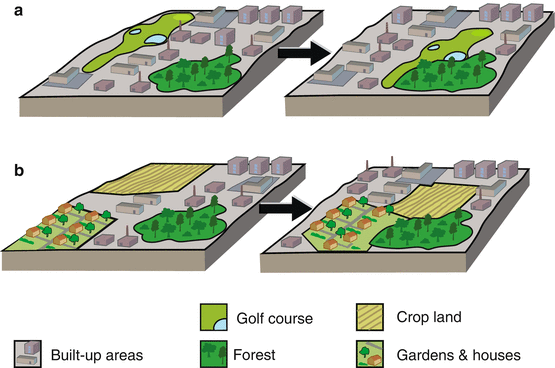 a
b
Golf course
Crop land
Built-up areas
Forest
Gardens & houses